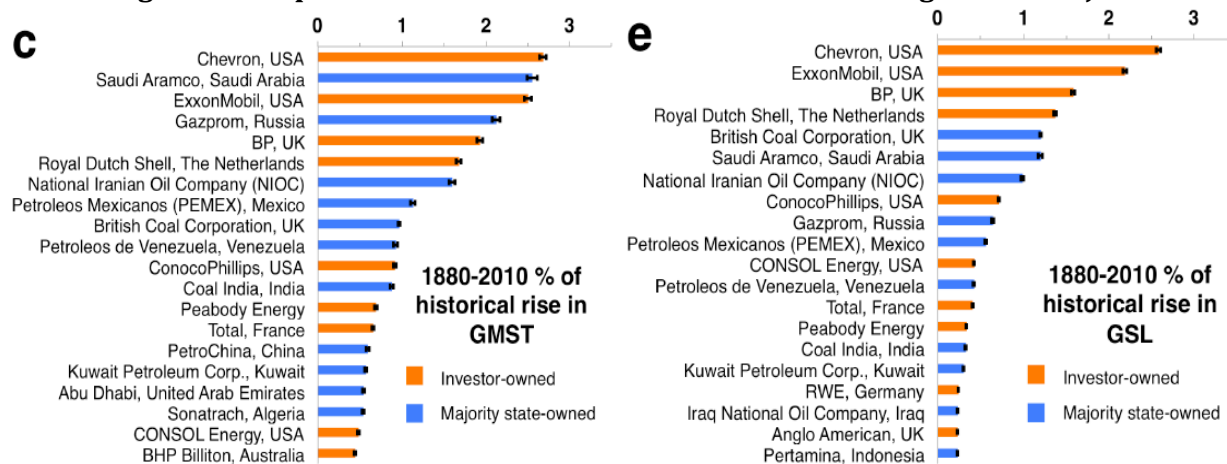 c
0 1 2 3
Chevron, USA
Saudi Aramco, Saudi Arabia
ExxonMobil, USA
Gazprom, Russia
BP, UK
Royal Dutch Shell, The Netherlands
National Iranian Oil Company (NIOC)
Petroleos Mexicanos (PEMEX), Mexico
British Coal Corporation, UK
Petroleos de Venezuela, Venezuela
ConocoPhillips, USA
Coal India, India
Peabody Energy
Total, France
PetroChina, China
Kuwait Petroleum Corp., Kuwait
Abu Dhabi, United Arab Emirates
Sonatrach, Algeria
CONSOL Energy, USA
BHP Billiton, Australia
1880-2010 % of
historical rise in
GMST
Investor-owned
Majority state-owned
e
0 1 2 3
Chevron, USA
ExxonMobil, USA
BP, UK
Royal Dutch Shell, The Netherlands
British Coal Corporation, UK
Saudi Aramco, Saudi Arabia
National Iranian Oil Company (NIOC)
ConocoPhillips, USA
Gazprom, Russia
Petroleos Mexicanos (PEMEX), Mexico
CONSOL Energy, USA
Petroleos de Venezuela, Venezuela
Total, France
Peabody Energy
Coal India, India
Kuwait Petroleum Corp., Kuwait
RWE, Germany
Iraq National Oil Company, Iraq
Anglo American, UK
Pertamina, Indonesia
1880-2010 % of
historical rise in
GSL
Investor-owned
Majority state-owned